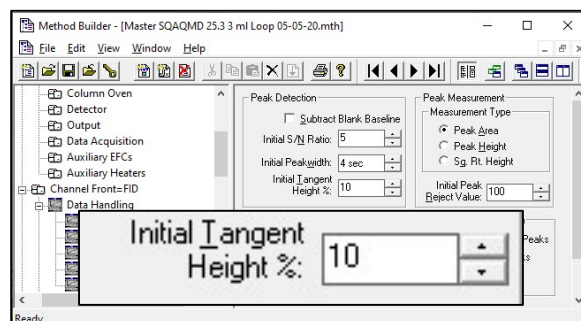 Method Builder - [Master SQAQMD 25.3 3 ml Loop 05-05-20.mth]
File Edit View Window Help
Column Oven
Detector
Output
Data Acquisition
Auxiliary EFCs
Auxiliary Heaters
Channel Front=FID
Data Handling
Peak Detection
Subtract Blank Baseline
Initial S/N Ratio: 5
Initial Peakwidth: 4 sec
Initial Tangent
Height %: 10
Peak Measurement
Measurement Type
Peak Area
Peak Height
Sq. Rt. Height
Initial Peak
Reject Value: 100
Peaks
Initial Tangent
Height %: 10
Ready